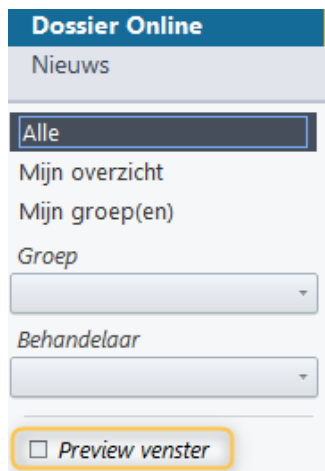 Dossier Online
Nieuws
Alle
Mijn overzicht
Mijn groep(en)
Groep
Behandelaar
Preview venster